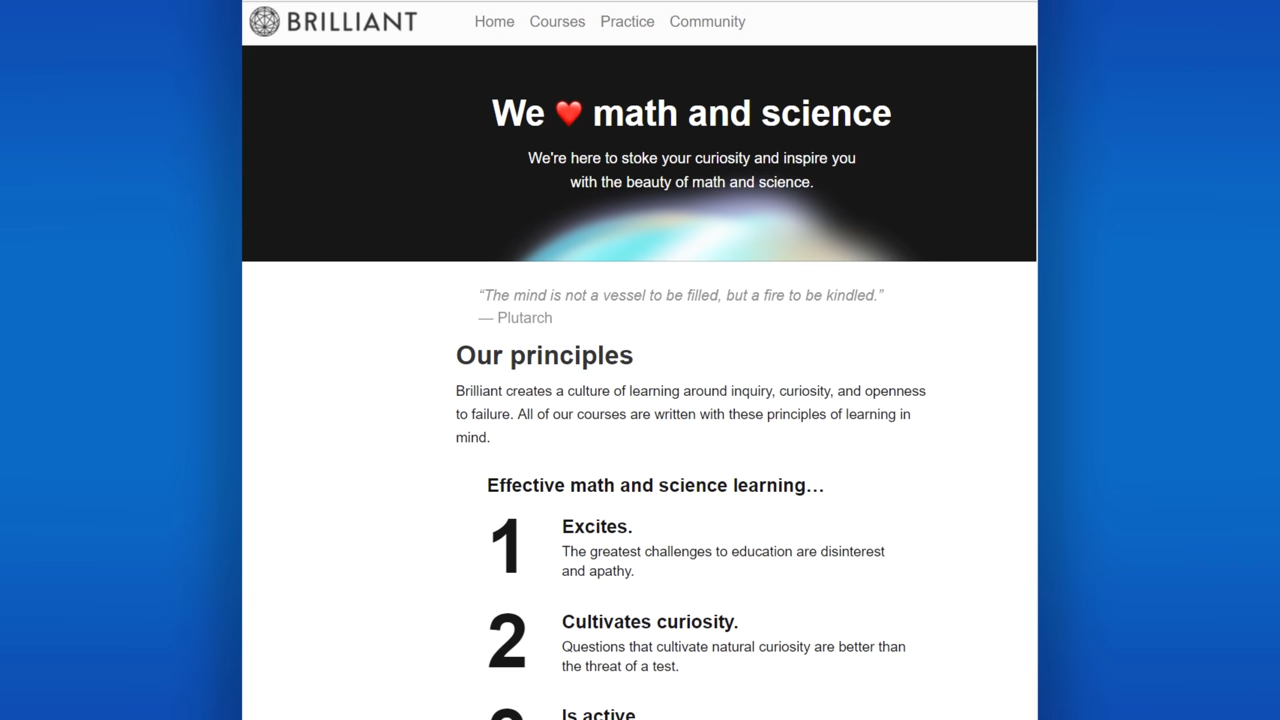 BRILLIANT Home Courses Practice Community
We ❤ math and science
We're here to stoke your curiosity and inspire you
with the beauty of math and science.
“The mind is not a vessel to be filled, but a fire to be kindled.”
— Plutarch
Our principles
Brilliant creates a culture of learning around inquiry, curiosity, and openness
to failure. All of our courses are written with these principles of learning in
mind.
Effective math and science learning…
1 Excites.
The greatest challenges to education are disinterest
and apathy.
2 Cultivates curiosity.
Questions that cultivate natural curiosity are better than
the threat of a test.
Is active